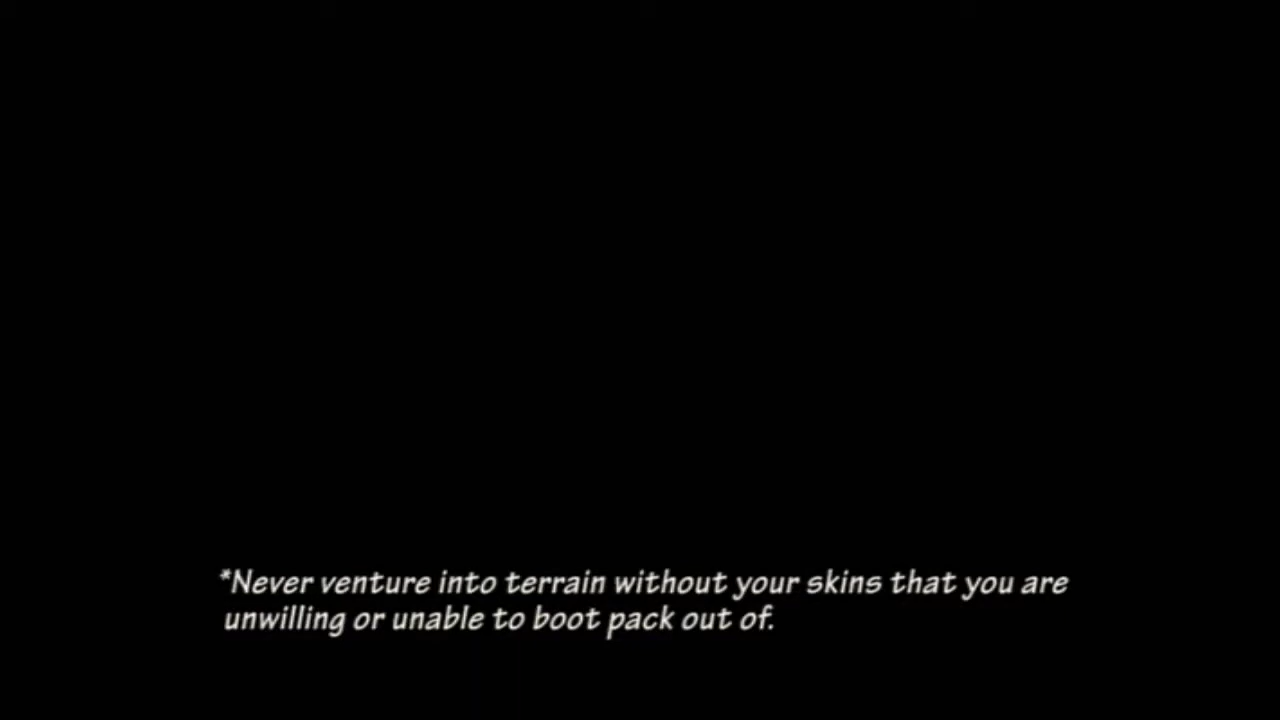 *Never venture into terrain without your skins that you are
unwilling or unable to boot pack out of.